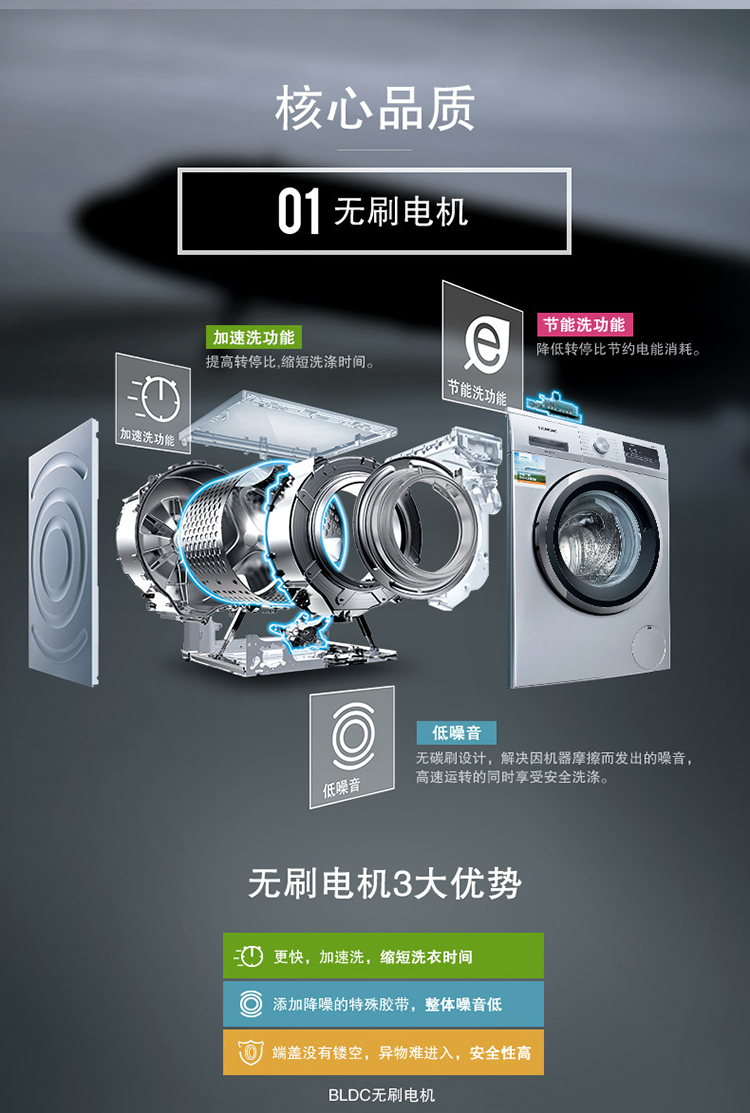 核心品质
01 无刷电机
节能洗功能
降低转停比节约电能消耗。
加速洗功能
提高转停比,缩短洗涤时间。
节能洗功能
加速洗功能
SIEMENS
低噪音
无碳刷设计，解决因机器摩擦而发出的噪音，
高速运转的同时享受安全洗涤。
低噪音
无刷电机3大优势
更快，加速洗，缩短洗衣时间
添加降噪的特殊胶带，整体噪音低
端盖没有镂空，异物难进入，安全性高
BLDC无刷电机